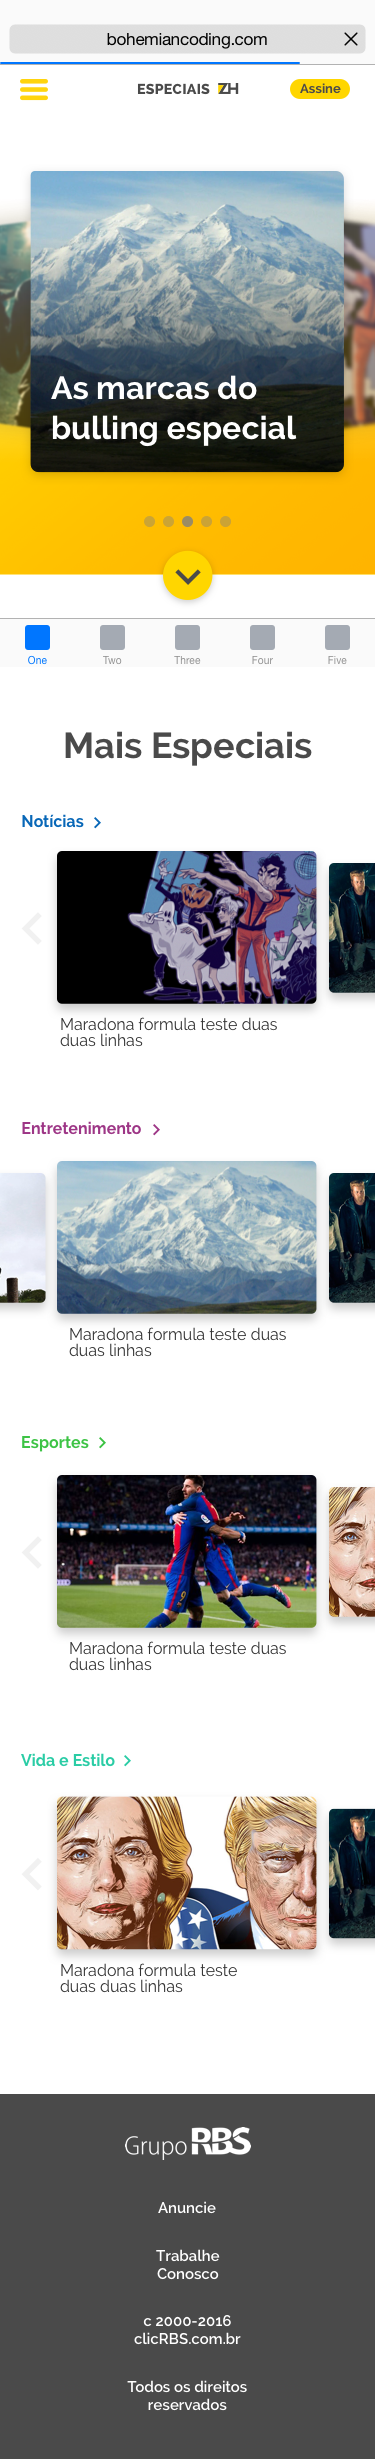 bohemiancoding.com
ESPECIAIS ZH
Assine
As marcas do
bulling especial
One
Two
Three
Four
Five
Mais Especiais
Notícias
Maradona formula teste duas
duas linhas
Entretenimento
Maradona formula teste duas
duas linhas
Esportes
Maradona formula teste duas
duas linhas
Vida e Estilo
Maradona formula teste
duas duas linhas
Grupo RBS
Anuncie
Trabalhe
Conosco
c 2000-2016
clicRBS.com.br
Todos os direitos
reservados